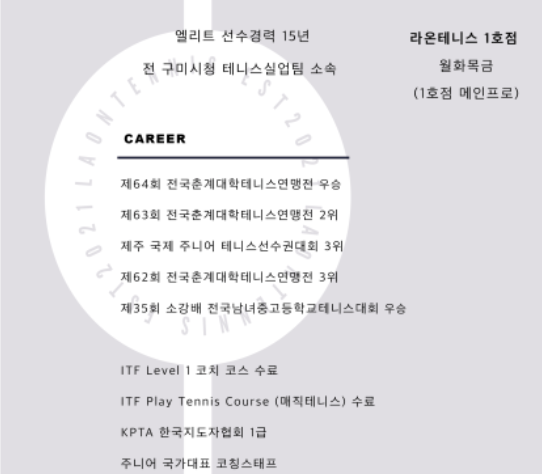 엘리트 선수경력 15년
전 구미시청 테니스실업팀 소속
라온테니스 1호점
월화목금
(1호점 메인프로)
CAREER
제64회 전국춘계대학테니스연맹전 우승
제63회 전국춘계대학테니스연맹전 2위
제주 국제 주니어 테니스선수권대회 3위
제62회 전국춘계대학테니스연맹전 3위
제35회 소강배 전국남녀중고등학교테니스대회 우승
ITF Level 1 코치 코스 수료
ITF Play Tennis Course (매직테니스) 수료
KPTA 한국지도자협회 1급
주니어 국가대표 코칭스태프
LAONTENNIS EST2021 LAONTENNIS EST2021